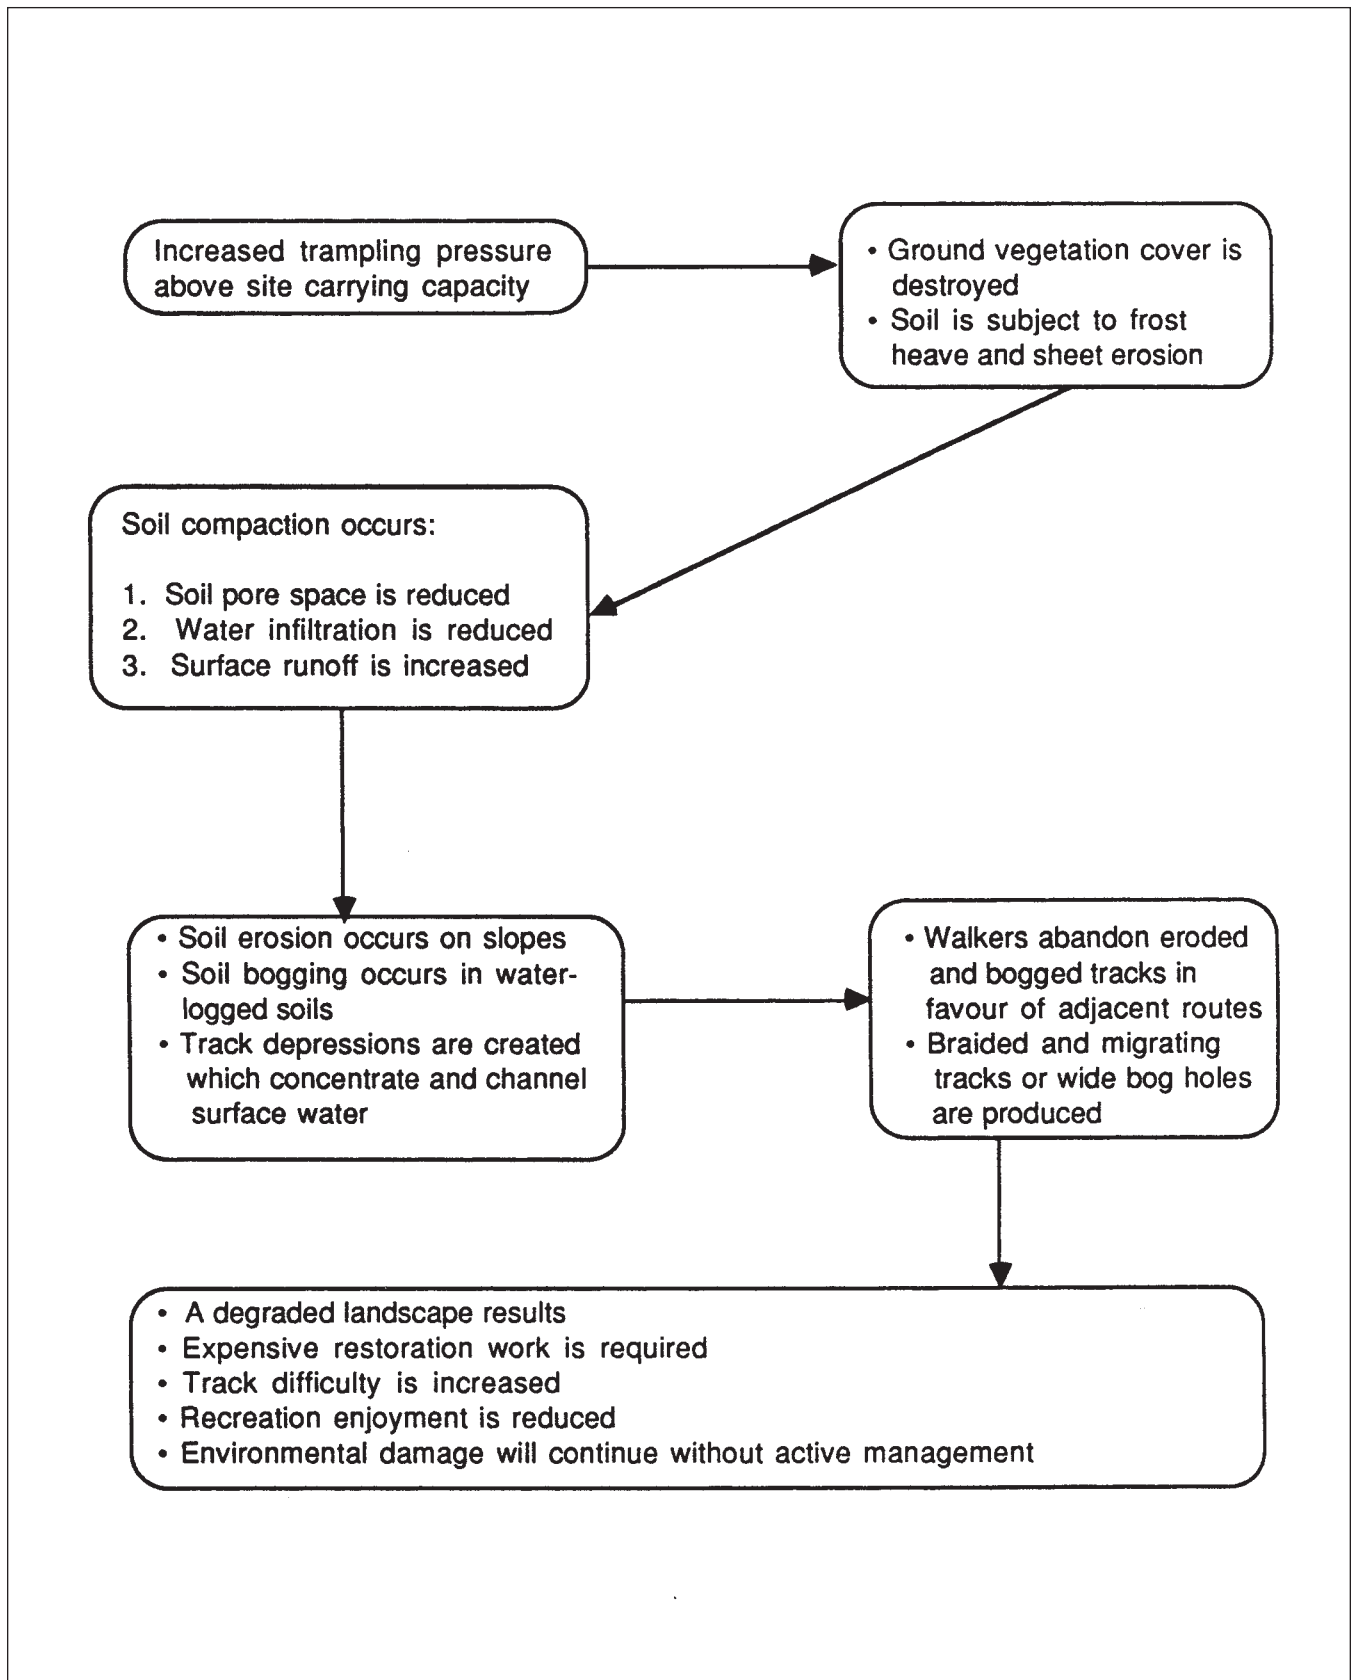 Increased trampling pressure
above site carrying capacity
• Ground vegetation cover is
destroyed
• Soil is subject to frost
heave and sheet erosion
Soil compaction occurs:
1. Soil pore space is reduced
2. Water infiltration is reduced
3. Surface runoff is increased
• Soil erosion occurs on slopes
• Soil bogging occurs in water-
logged soils
• Track depressions are created
which concentrate and channel
surface water
• Walkers abandon eroded
and bogged tracks in
favour of adjacent routes
• Braided and migrating
tracks or wide bog holes
are produced
• A degraded landscape results
• Expensive restoration work is required
• Track difficulty is increased
• Recreation enjoyment is reduced
• Environmental damage will continue without active management